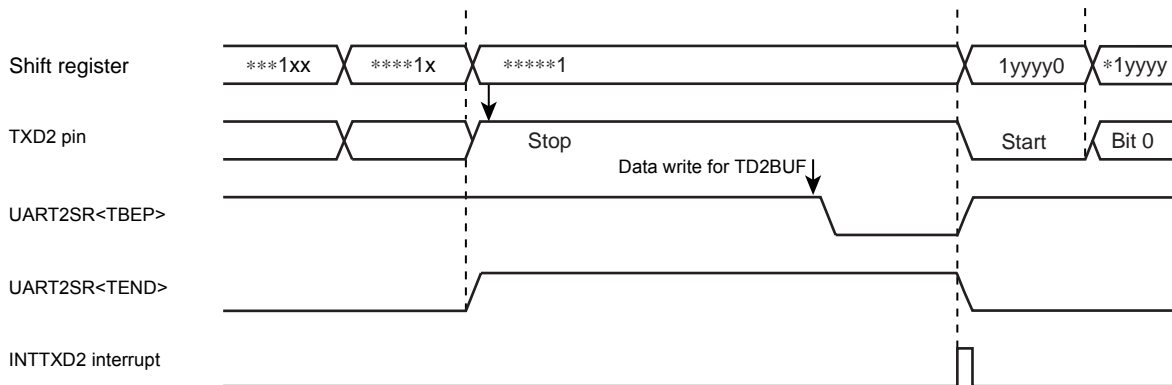 Shift register ***1xx ****1x *****1 1yyyy0 *1yyyy
TXD2 pin Stop Start Bit 0
Data write for TD2BUF
UART2SR<TBEP>
UART2SR<TEND>
INTTXD2 interrupt